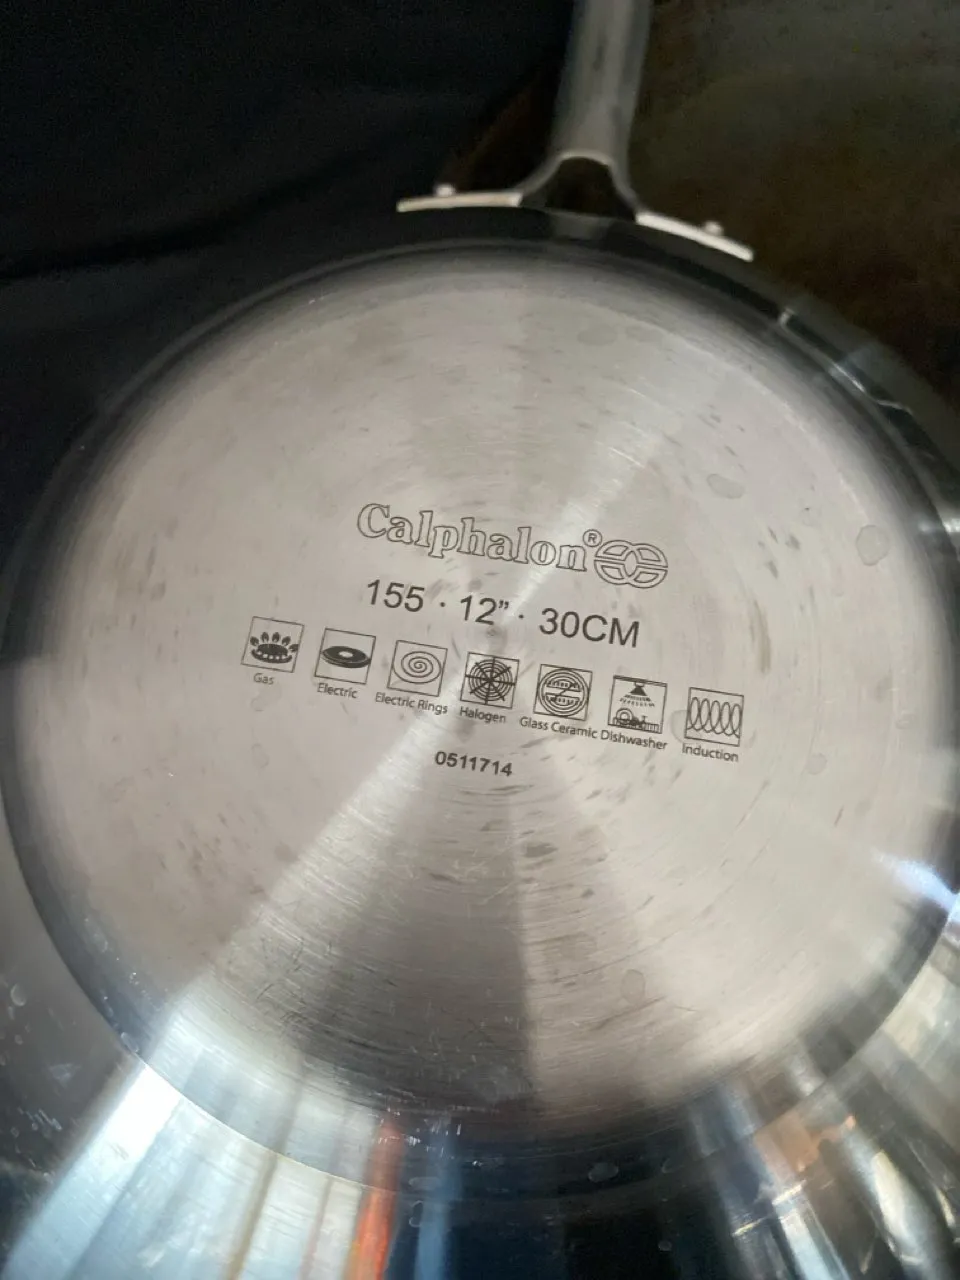 Calphalon®
155 · 12" · 30CM
Gas Electric Electric Rings Halogen Glass Ceramic Dishwasher Induction
0511714